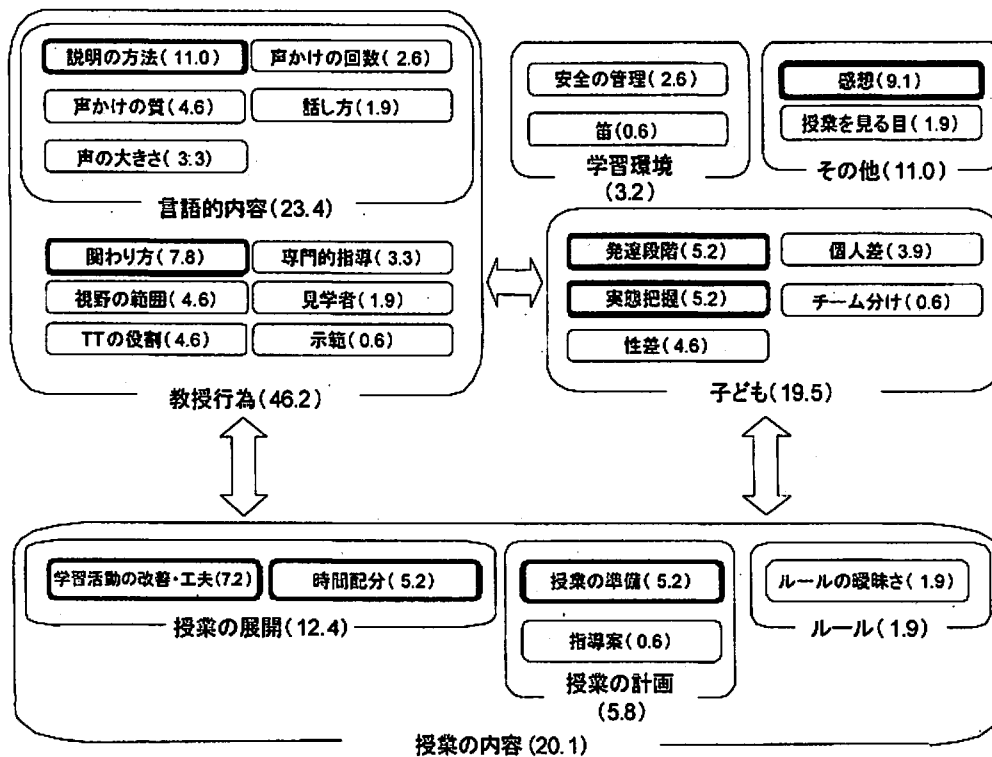 説明の方法(11.0)
声かけの回数(2.6)
声かけの質(4.6)
話し方(1.9)
声の大きさ(3.3)
言語的内容(23.4)
関わり方(7.8)
専門的指導(3.3)
視野の範囲(4.6)
見学者(1.9)
TTの役割(4.6)
示範(0.6)
教授行為(46.2)
安全の管理(2.6)
笛(0.6)
学習環境
(3.2)
感想(9.1)
授業を見る目(1.9)
その他(11.0)
発達段階(5.2)
個人差(3.9)
実態把握(5.2)
チーム分け(0.6)
性差(4.6)
子ども(19.5)
学習活動の改善・工夫(7.2)
時間配分(5.2)
授業の展開(12.4)
授業の準備(5.2)
指導案(0.6)
授業の計画
(5.8)
ルールの曖昧さ(1.9)
ルール(1.9)
授業の内容(20.1)